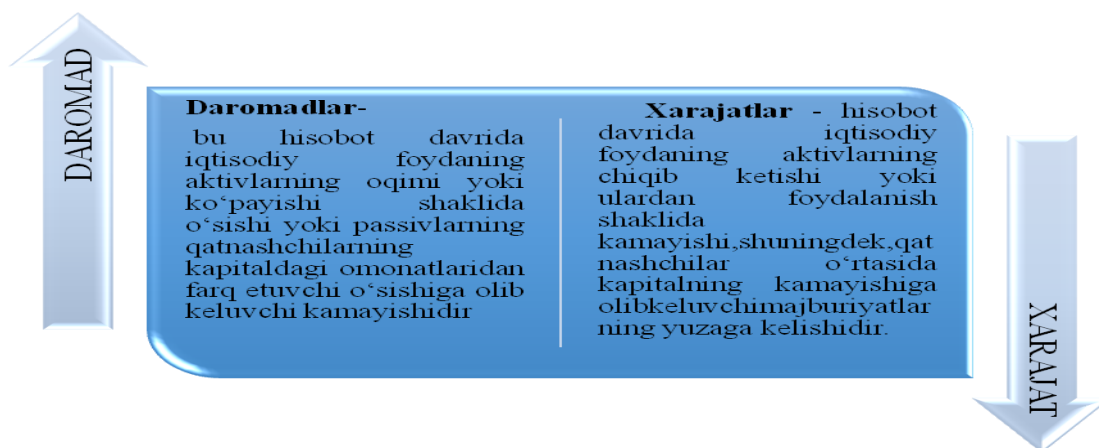 DAROMAD
Daromadlar-
bu hisobot davrida
iqtisodiy foydaning
aktivlarning oqimi yoki
ko‘payishi shaklida
o‘sishi yoki passivlarning
qatnashchilarning
kapitaldagi omonatlaridan
farq etuvchi o‘sishiga olib
keluvchi kamayishidir
Xarajatlar - hisobot
davrida iqtisodiy
foydaning aktivlarning
chiqib ketishi yoki
ulardan foydalanish
shaklida
kamayishi,shuningdek,qat
nashchilar o‘rtasida
kapitalning kamayishiga
olibkeluvchimajburiyatlar
ning yuzaga kelishidir.
XARAJAT